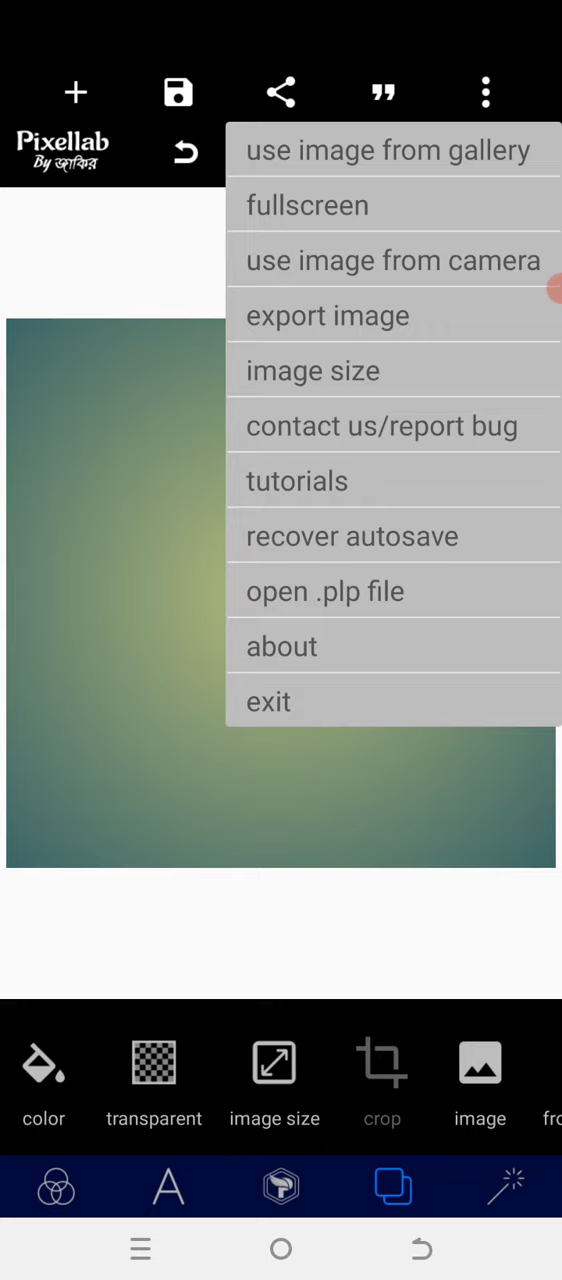 Pixellab
By জাকির
use image from gallery
fullscreen
use image from camera
export image
image size
contact us/report bug
tutorials
recover autosave
open .plp file
about
exit
color
transparent
image size
crop
image
fro